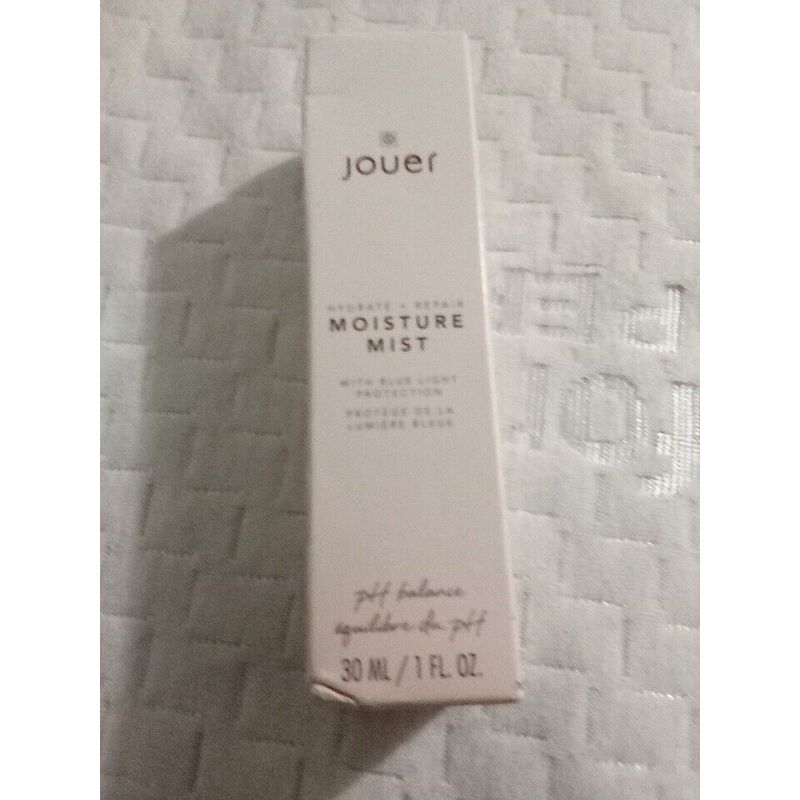 jouer
HYDRATE + REPAIR
MOISTURE
MIST
WITH BLUE LIGHT
PROTECTION
PROTÈGE DE LA
LUMIÈRE BLEUE
pH balance
équilibre du pH
30 ML / 1 FL. OZ.